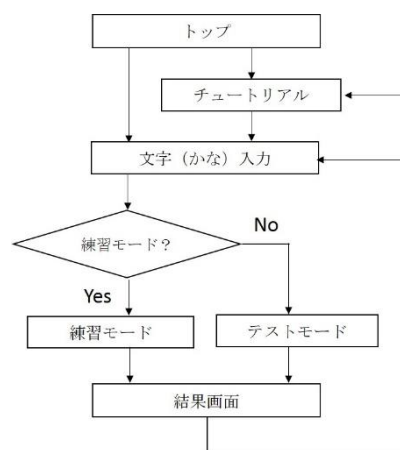 トップ
チュートリアル
文字（かな）入力
練習モード？
No
Yes
練習モード
テストモード
結果画面